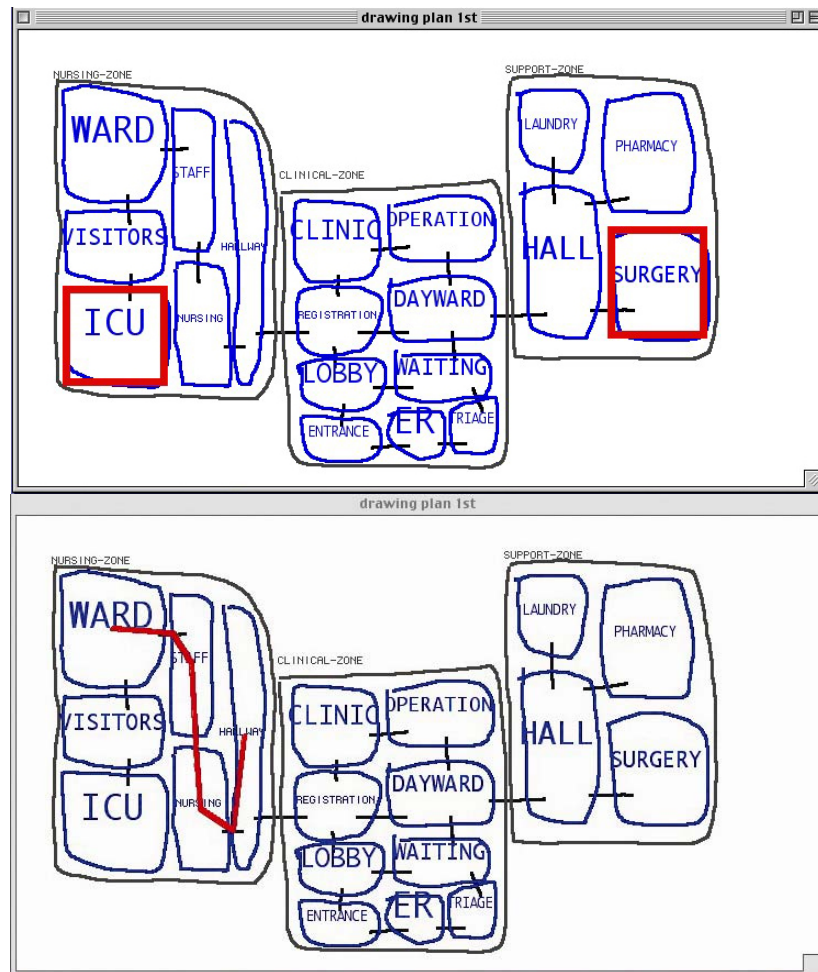 drawing plan 1st
NURSING-ZONE
SUPPORT-ZONE
WARD
STAFF
LAUNDRY
PHARMACY
CLINICAL-ZONE
VISITORS
HALLWAY
CLINIC
OPERATION
HALL
SURGERY
ICU
NURSING
REGISTRATION
DAYWARD
LOBBY
WAITING
ENTRANCE
ER
TRIAGE
drawing plan 1st
NURSING-ZONE
SUPPORT-ZONE
WARD
STAFF
LAUNDRY
PHARMACY
CLINICAL-ZONE
VISITORS
HALLWAY
CLINIC
OPERATION
HALL
SURGERY
ICU
NURSING
REGISTRATION
DAYWARD
LOBBY
WAITING
ENTRANCE
ER
TRIAGE